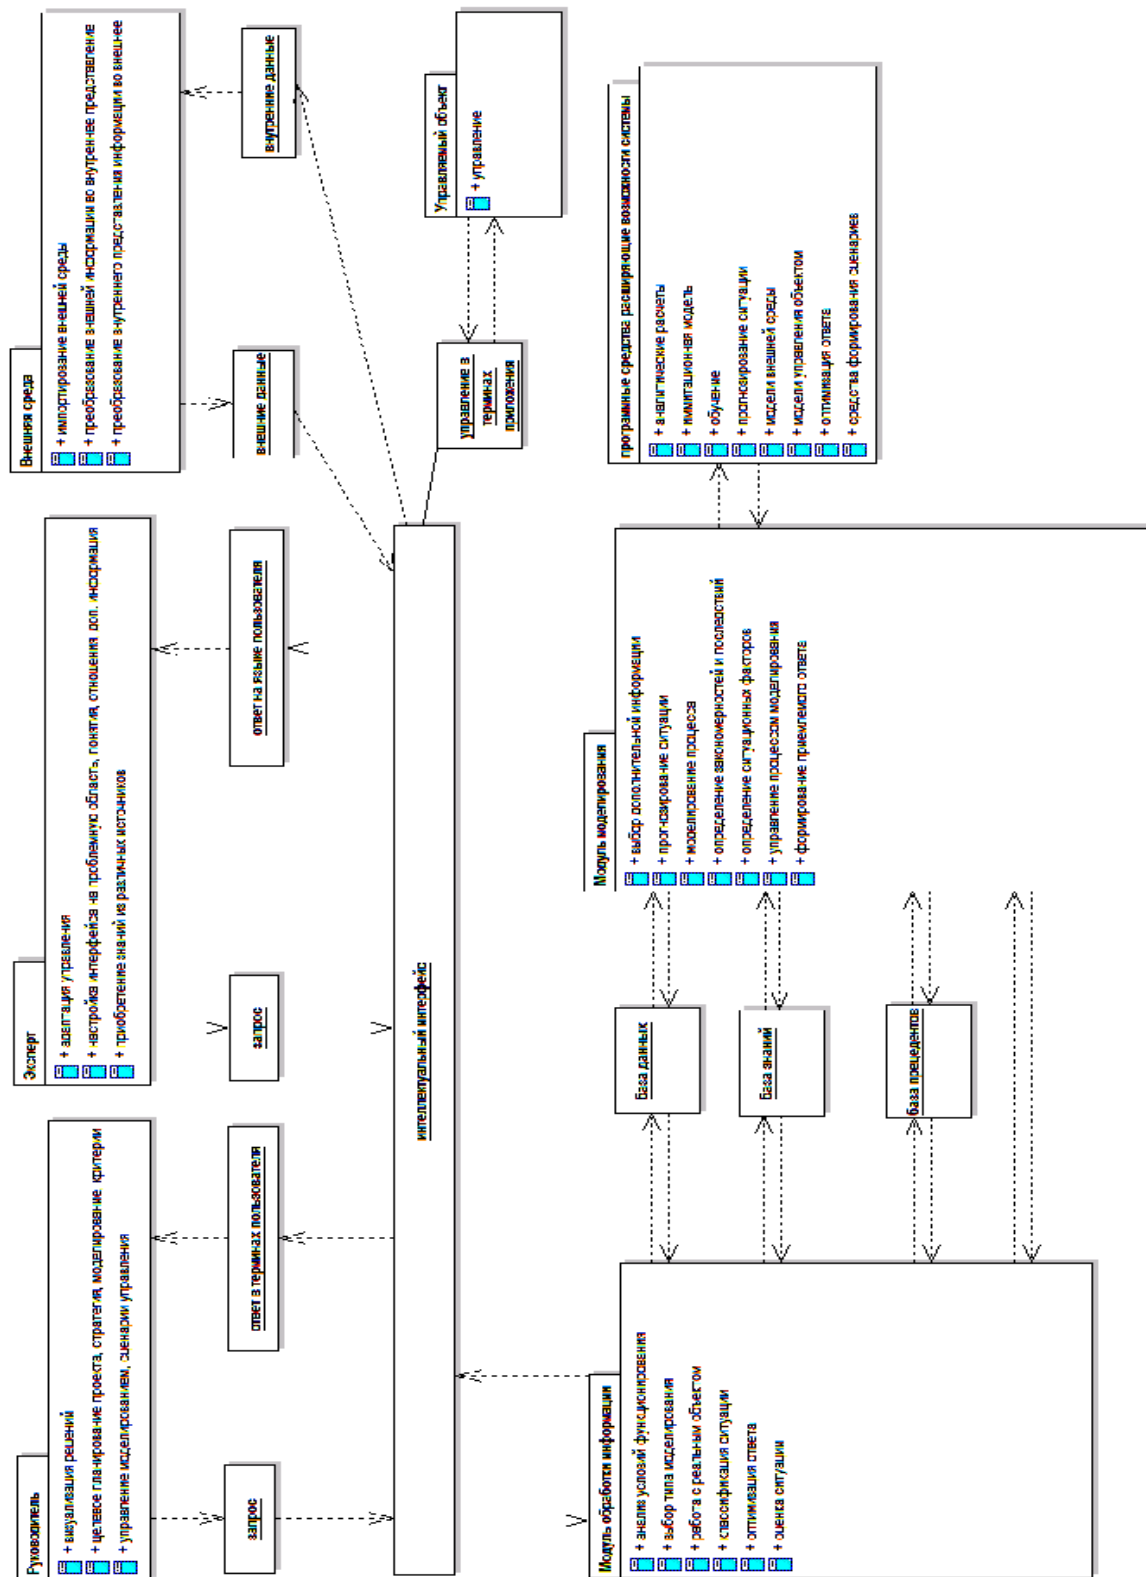 Руководитель
+ визуализация решений
+ целевое планирование проекта, стратегия, моделирование критерии
+ управление моделированием, сценарии управления
Эксперт
+ адаптация управления
+ настройка интерфейса на проблемную область, понятия, отношения доп. информация
+ приобретение знаний из различных источников
Внешняя среда
+ импортирование внешней среды
+ преобразование внешней информации во внутреннее представление
+ преобразование внутреннего представления информации во внешнее
запрос
ответ в терминах пользователя
запрос
ответ на языке пользователя
внешние данные
внутренние данные
интеллектуальный интерфейс
управление в
терминах
приложения
Управляемый объект
+ управление
Модуль обработки информации
+ анализ условий функционирования
+ выбор типа моделирования
+ работа с реальным объектом
+ классификация ситуации
+ оптимизация ответа
+ оценка ситуации
база данных
база знаний
база прецедентов
Модуль моделирования
+ выбор дополнительной информации
+ прогнозирование ситуации
+ моделирование процесса
+ определение закономерностей и последствий
+ определение ситуационных факторов
+ управление процессом моделирования
+ формирование приемлемого ответа
программные средства расширяющие возможности системы
+ аналитические расчеты
+ иммитационная модель
+ обучение
+ прогнозирование ситуации
+ модели внешней среды
+ модели управления объектом
+ оптимизация ответа
+ средства формирования сценариев